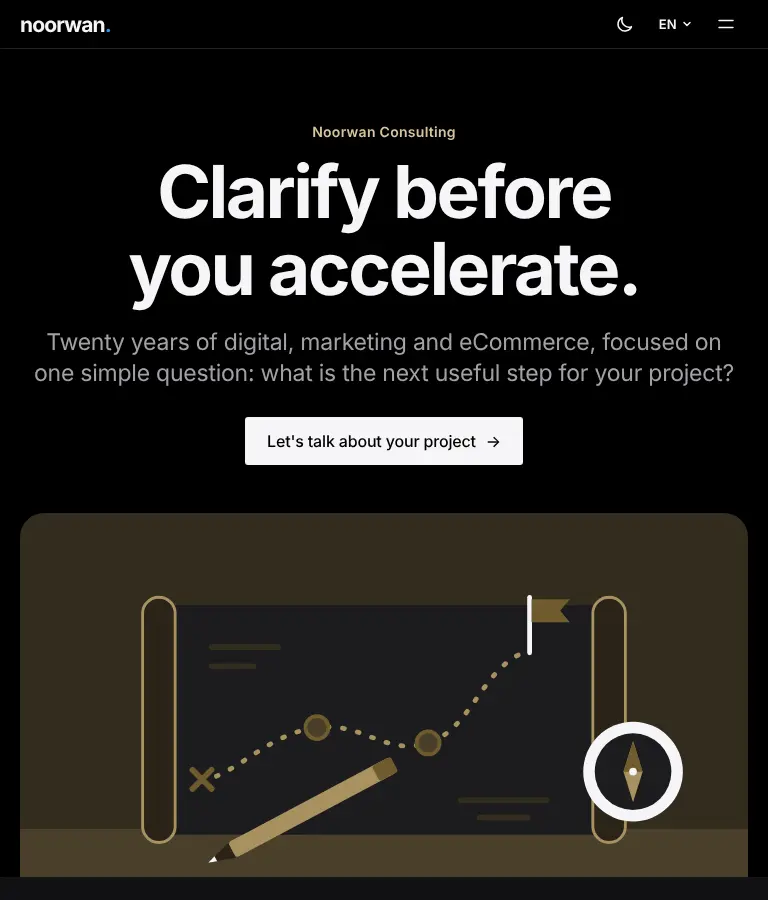 noorwan.
EN
Noorwan Consulting
Clarify before
you accelerate.
Twenty years of digital, marketing and eCommerce, focused on
one simple question: what is the next useful step for your project?
Let's talk about your project →